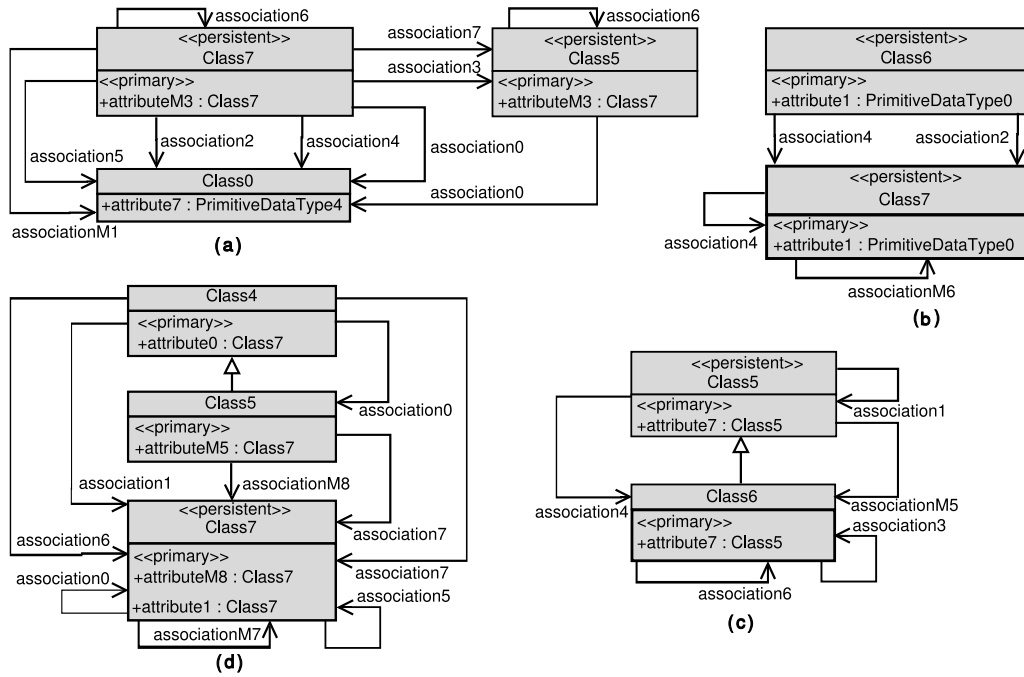 association6
<<persistent>>
Class7
<<primary>>
+attributeM3 : Class7
association7
association3
association6
<<persistent>>
Class5
<<primary>>
+attributeM3 : Class7
association5
association2
association4
association0
association0
Class0
+attribute7 : PrimitiveDataType4
associationM1
(a)
<<persistent>>
Class6
<<primary>>
+attribute1 : PrimitiveDataType0
association4
association2
<<persistent>>
Class7
<<primary>>
+attribute1 : PrimitiveDataType0
association4
associationM6
(b)
Class4
<<primary>>
+attribute0 : Class7
association0
Class5
<<primary>>
+attributeM5 : Class7
association1
associationM8
<<persistent>>
Class7
association6
association7
<<primary>>
+attributeM8 : Class7
+attribute1 : Class7
association0
association7
association5
associationM7
(d)
<<persistent>>
Class5
<<primary>>
+attribute7 : Class5
association1
association4
associationM5
Class6
<<primary>>
+attribute7 : Class5
association3
association6
(c)